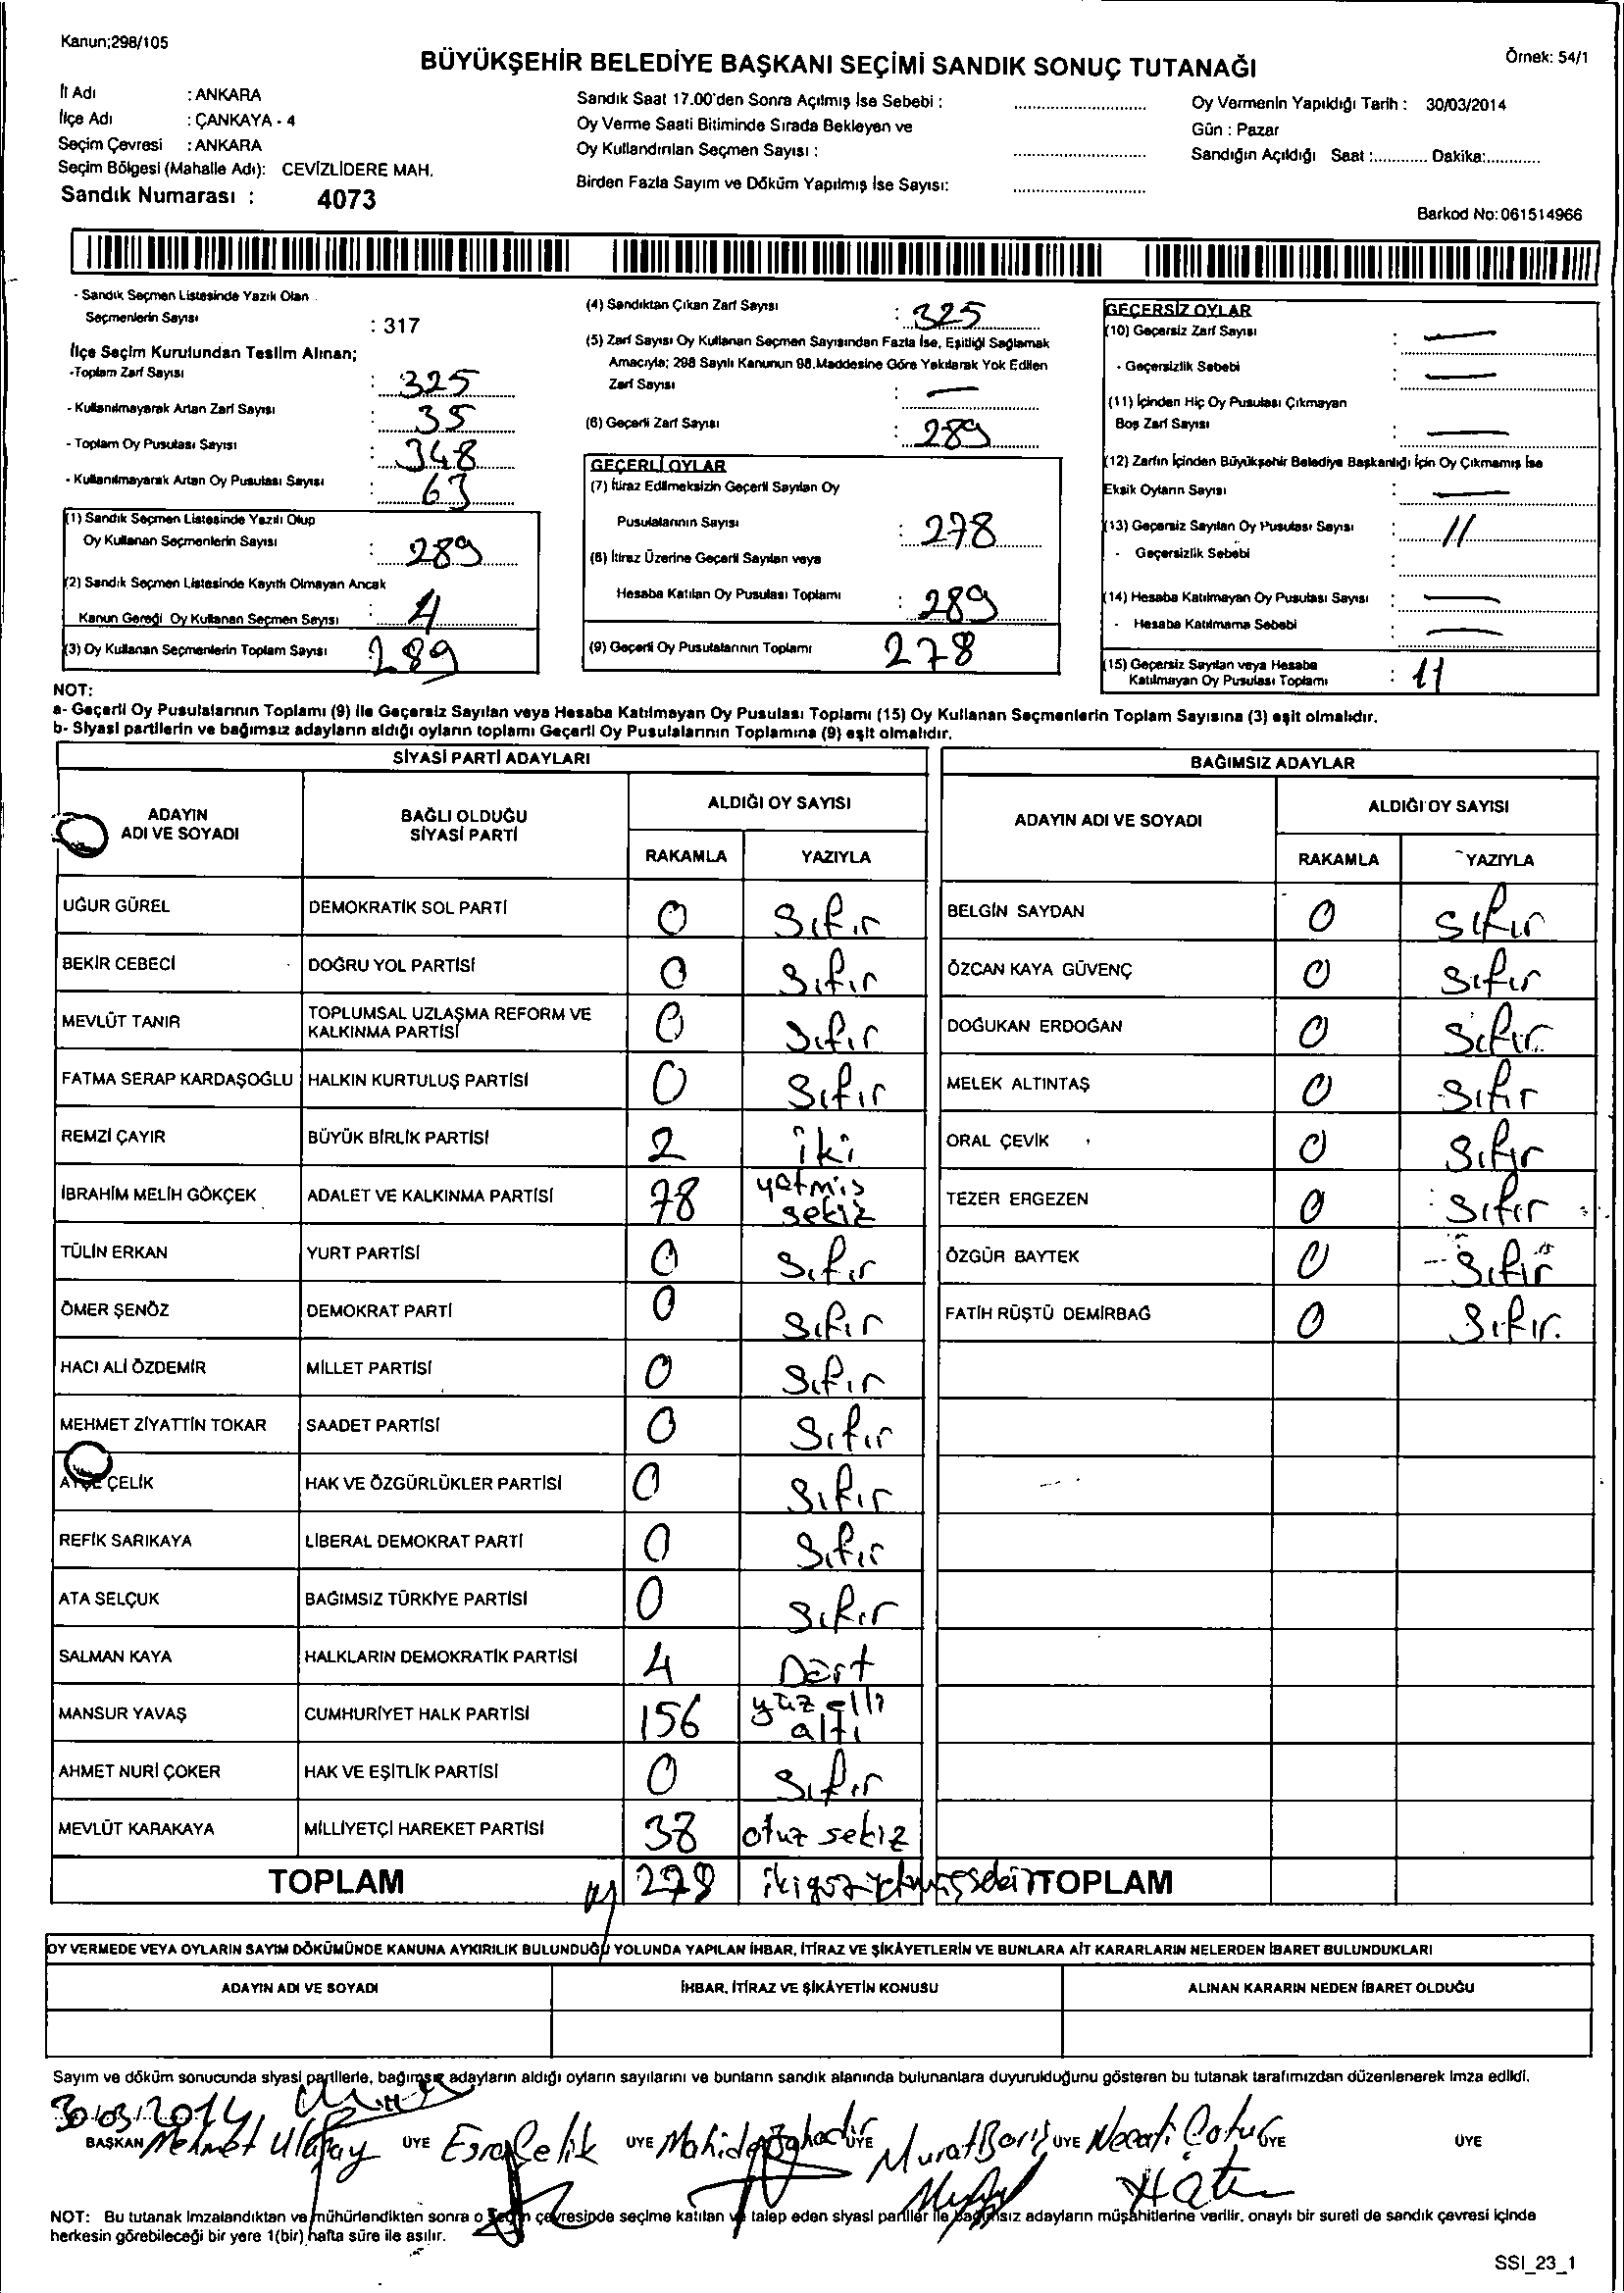 Kanun;298/105
Örnek: 54/1
BÜYÜKŞEHİR BELEDİYE BAŞKANI SEÇİMİ SANDIK SONUÇ TUTANAĞI
İl Adı : ANKARA
İlçe Adı : ÇANKAYA - 4
Seçim Çevresi : ANKARA
Seçim Bölgesi (Mahalle Adı): CEVİZLİDERE MAH.
Sandık Numarası : 4073
Sandık Saat 17.00'den Sonra Açılmış İse Sebebi :
Oy Verme Saati Bitiminde Sırada Bekleyen ve
Oy Kullandırılan Seçmen Sayısı :
Birden Fazla Sayım ve Döküm Yapılmış İse Sayısı:
Oy Vermenin Yapıldığı Tarih : 30/03/2014
Gün : Pazar
Sandığın Açıldığı Saat :............ Dakika:............
Barkod No: 061514966
- Sandık Seçmen Listesinde Yazılı Olan
Seçmenlerin Sayısı : 317
İlçe Seçim Kurulundan Teslim Alınan;
-Toplam Zarf Sayısı : 325
- Kullanılmayarak Artan Zarf Sayısı : 35
- Toplam Oy Pusulası Sayısı : 348
- Kullanılmayarak Artan Oy Pusulası Sayısı : 63
(1) Sandık Seçmen Listesinde Yazılı Olup
Oy Kullanan Seçmenlerin Sayısı : 289
(2) Sandık Seçmen Listesinde Kayıtlı Olmayan Ancak
Kanun Gereği Oy Kullanan Seçmen Sayısı : 4
(3) Oy Kullanan Seçmenlerin Toplam Sayısı 289
(4) Sandıktan Çıkan Zarf Sayısı : 325
(5) Zarf Sayısı Oy Kullanan Seçmen Sayısından Fazla İse, Eşitliği Sağlamak
Amacıyla; 298 Sayılı Kanunun 98.Maddesine Göre Yakılarak Yok Edilen
Zarf Sayısı : —
(6) Geçerli Zarf Sayısı : 289
GEÇERLİ OYLAR
(7) İtiraz Edilmeksizin Geçerli Sayılan Oy
Pusulalarının Sayısı : 278
(8) İtiraz Üzerine Geçerli Sayılan veya
Hesaba Katılan Oy Pusulası Toplamı : 289
(9) Geçerli Oy Pusulalarının Toplamı 278
GEÇERSİZ OYLAR
(10) Geçersiz Zarf Sayısı : —
- Geçersizlik Sebebi : —
(11) İçinden Hiç Oy Pusulası Çıkmayan
Boş Zarf Sayısı : —
(12) Zarfın İçinden Büyükşehir Belediye Başkanlığı İçin Oy Çıkmamış İse
Eksik Oyların Sayısı : —
(13) Geçersiz Sayılan Oy Pusulası Sayısı : 11
- Geçersizlik Sebebi :
(14) Hesaba Katılmayan Oy Pusulası Sayısı : —
- Hesaba Katılmama Sebebi : —
(15) Geçersiz Sayılan veya Hesaba
Katılmayan Oy Pusulası Toplamı : 11
NOT:
a- Geçerli Oy Pusulalarının Toplamı (9) ile Geçersiz Sayılan veya Hesaba Katılmayan Oy Pusulası Toplamı (15) Oy Kullanan Seçmenlerin Toplam Sayısına (3) eşit olmalıdır.
b- Siyasi partilerin ve bağımsız adayların aldığı oyların toplamı Geçerli Oy Pusulalarının Toplamına (9) eşit olmalıdır.
SİYASİ PARTİ ADAYLARI
ADAYIN ADI VE SOYADI BAĞLI OLDUĞU SİYASİ PARTİ ALDIĞI OY SAYISI
RAKAMLA YAZIYLA
UĞUR GÜREL DEMOKRATİK SOL PARTİ 0 Sıfır
BEKİR CEBECİ DOĞRU YOL PARTİSİ 0 Sıfır
MEVLÜT TANIR TOPLUMSAL UZLAŞMA REFORM VE KALKINMA PARTİSİ 0 Sıfır
FATMA SERAP KARDAŞOĞLU HALKIN KURTULUŞ PARTİSİ 0 Sıfır
REMZİ ÇAYIR BÜYÜK BİRLİK PARTİSİ 2 iki
İBRAHİM MELİH GÖKÇEK ADALET VE KALKINMA PARTİSİ 78 yetmiş sekiz
TÜLİN ERKAN YURT PARTİSİ 0 Sıfır
ÖMER ŞENÖZ DEMOKRAT PARTİ 0 Sıfır
HACI ALİ ÖZDEMİR MİLLET PARTİSİ 0 Sıfır
MEHMET ZİYATTİN TOKAR SAADET PARTİSİ 0 Sıfır
AYŞE ÇELİK HAK VE ÖZGÜRLÜKLER PARTİSİ 0 Sıfır
REFİK SARIKAYA LİBERAL DEMOKRAT PARTİ 0 Sıfır
ATA SELÇUK BAĞIMSIZ TÜRKİYE PARTİSİ 0 Sıfır
SALMAN KAYA HALKLARIN DEMOKRATİK PARTİSİ 4 Dört
MANSUR YAVAŞ CUMHURİYET HALK PARTİSİ 156 yüz elli altı
AHMET NURİ ÇOKER HAK VE EŞİTLİK PARTİSİ 0 Sıfır
MEVLÜT KARAKAYA MİLLİYETÇİ HAREKET PARTİSİ 38 otuz sekiz
TOPLAM 278
BAĞIMSIZ ADAYLAR
ADAYIN ADI VE SOYADI ALDIĞI OY SAYISI
RAKAMLA YAZIYLA
BELGİN SAYDAN 0 Sıfır
ÖZCAN KAYA GÜVENÇ 0 Sıfır
DOĞUKAN ERDOĞAN 0 Sıfır
MELEK ALTINTAŞ 0 Sıfır
ORAL ÇEVİK 0 Sıfır
TEZER ERGEZEN 0 Sıfır
ÖZGÜR BAYTEK 0 Sıfır
FATİH RÜŞTÜ DEMİRBAĞ 0 Sıfır.
TOPLAM
OY VERMEDE VEYA OYLARIN SAYIM DÖKÜMÜNDE KANUNA AYKIRILIK BULUNDUĞU YOLUNDA YAPILAN İHBAR, İTİRAZ VE ŞİKÂYETLERİN VE BUNLARA AİT KARARLARIN NELERDEN İBARET BULUNDUKLARI
ADAYIN ADI VE SOYADI İHBAR, İTİRAZ VE ŞİKÂYETİN KONUSU ALINAN KARARIN NEDEN İBARET OLDUĞU
Sayım ve döküm sonucunda siyasi partilerle, bağımsız adayların aldığı oyların sayılarını ve bunların sandık alanında bulunanlara duyurulduğunu gösteren bu tutanak tarafımızdan düzenlenerek imza edildi.
30/03/2014
BAŞKAN Mehmet ÜYE Esra Çelik ÜYE ÜYE Murat ÜYE Necati ÜYE ÜYE
NOT: Bu tutanak imzalandıktan ve mühürlendikten sonra o seçim çevresinde seçime katılan ve talep eden siyasi partiler ile bağımsız adayların müşahitlerine verilir, onaylı bir sureti de sandık çevresi içinde
herkesin görebileceği bir yere 1(bir) hafta süre ile asılır.
SSI_23_1